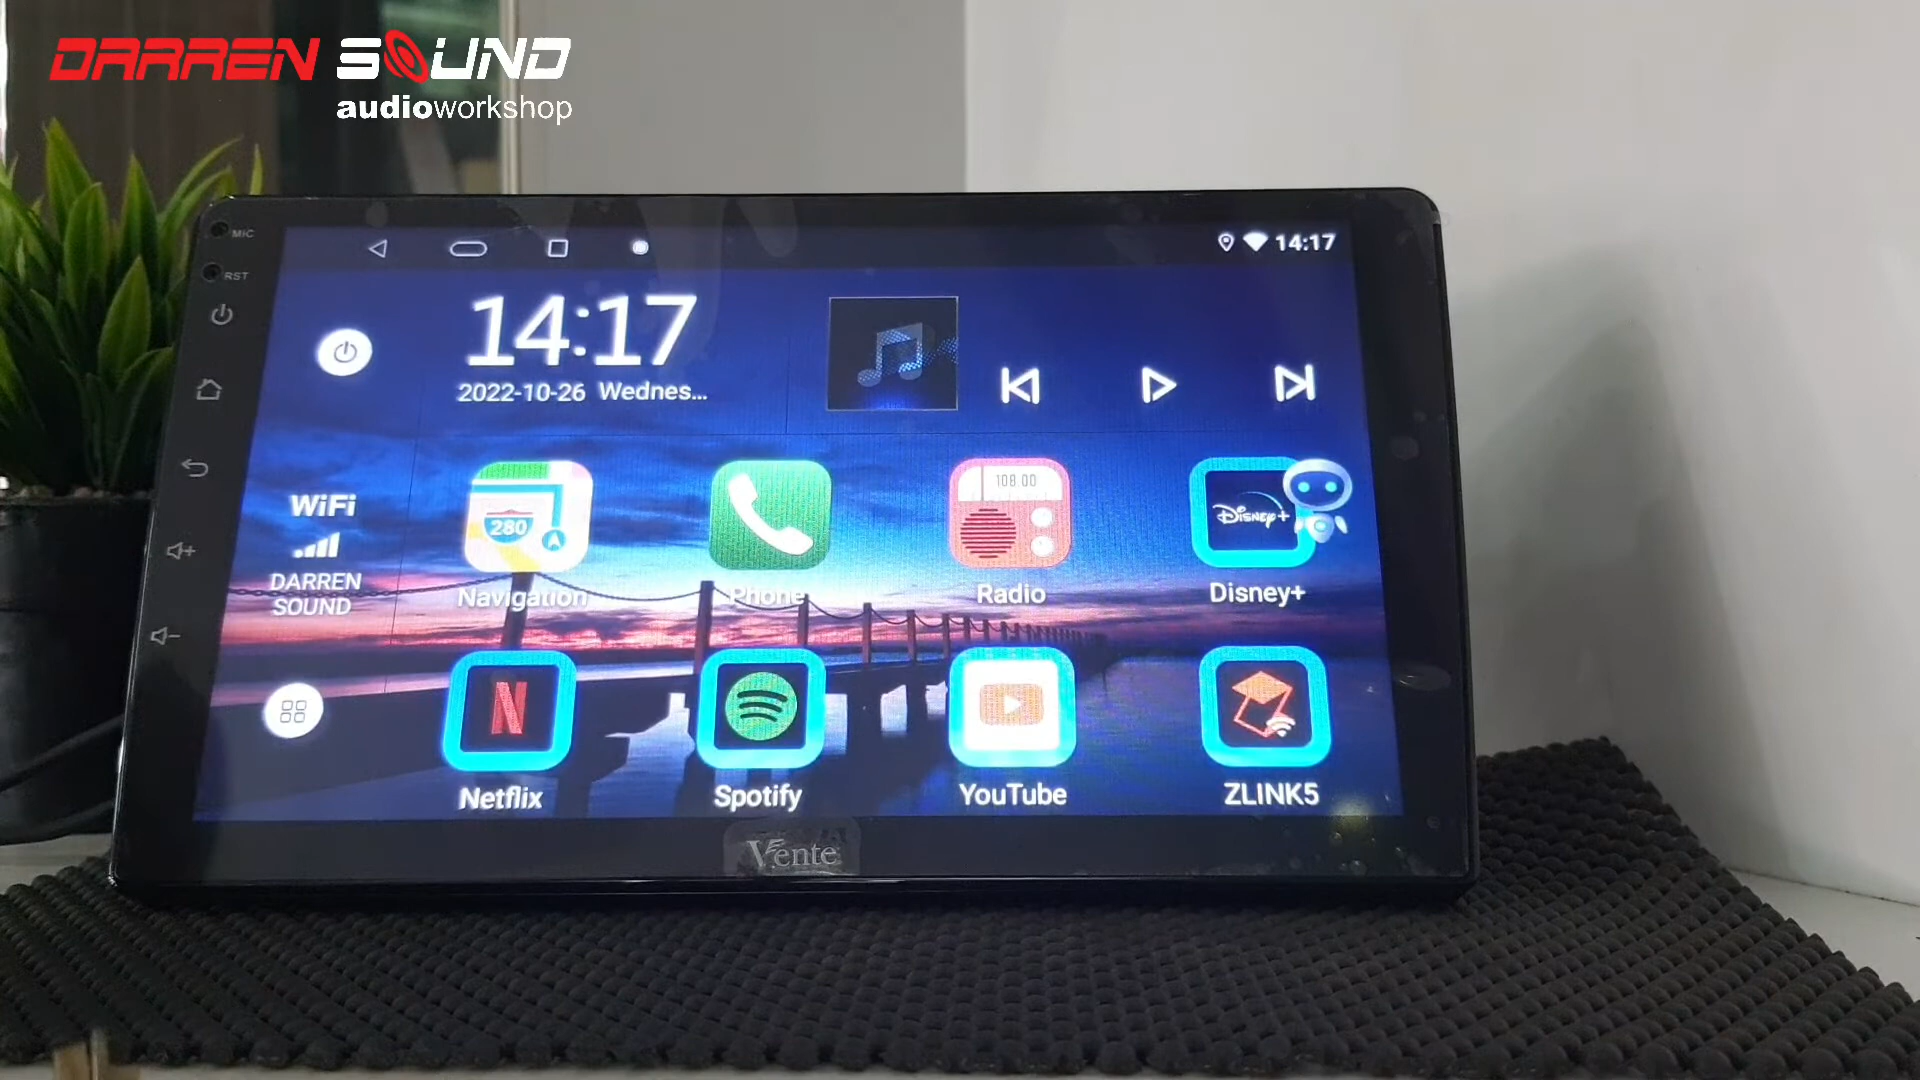 DARREN SOUND
audioworkshop
MIC
RST
14:17
14:17
2022-10-26 Wednes...
WiFi
DARREN
SOUND
280
108.00
Disney+
Navigation
Phone
Radio
Disney+
N
Netflix
Spotify
YouTube
ZLINK5
Vente